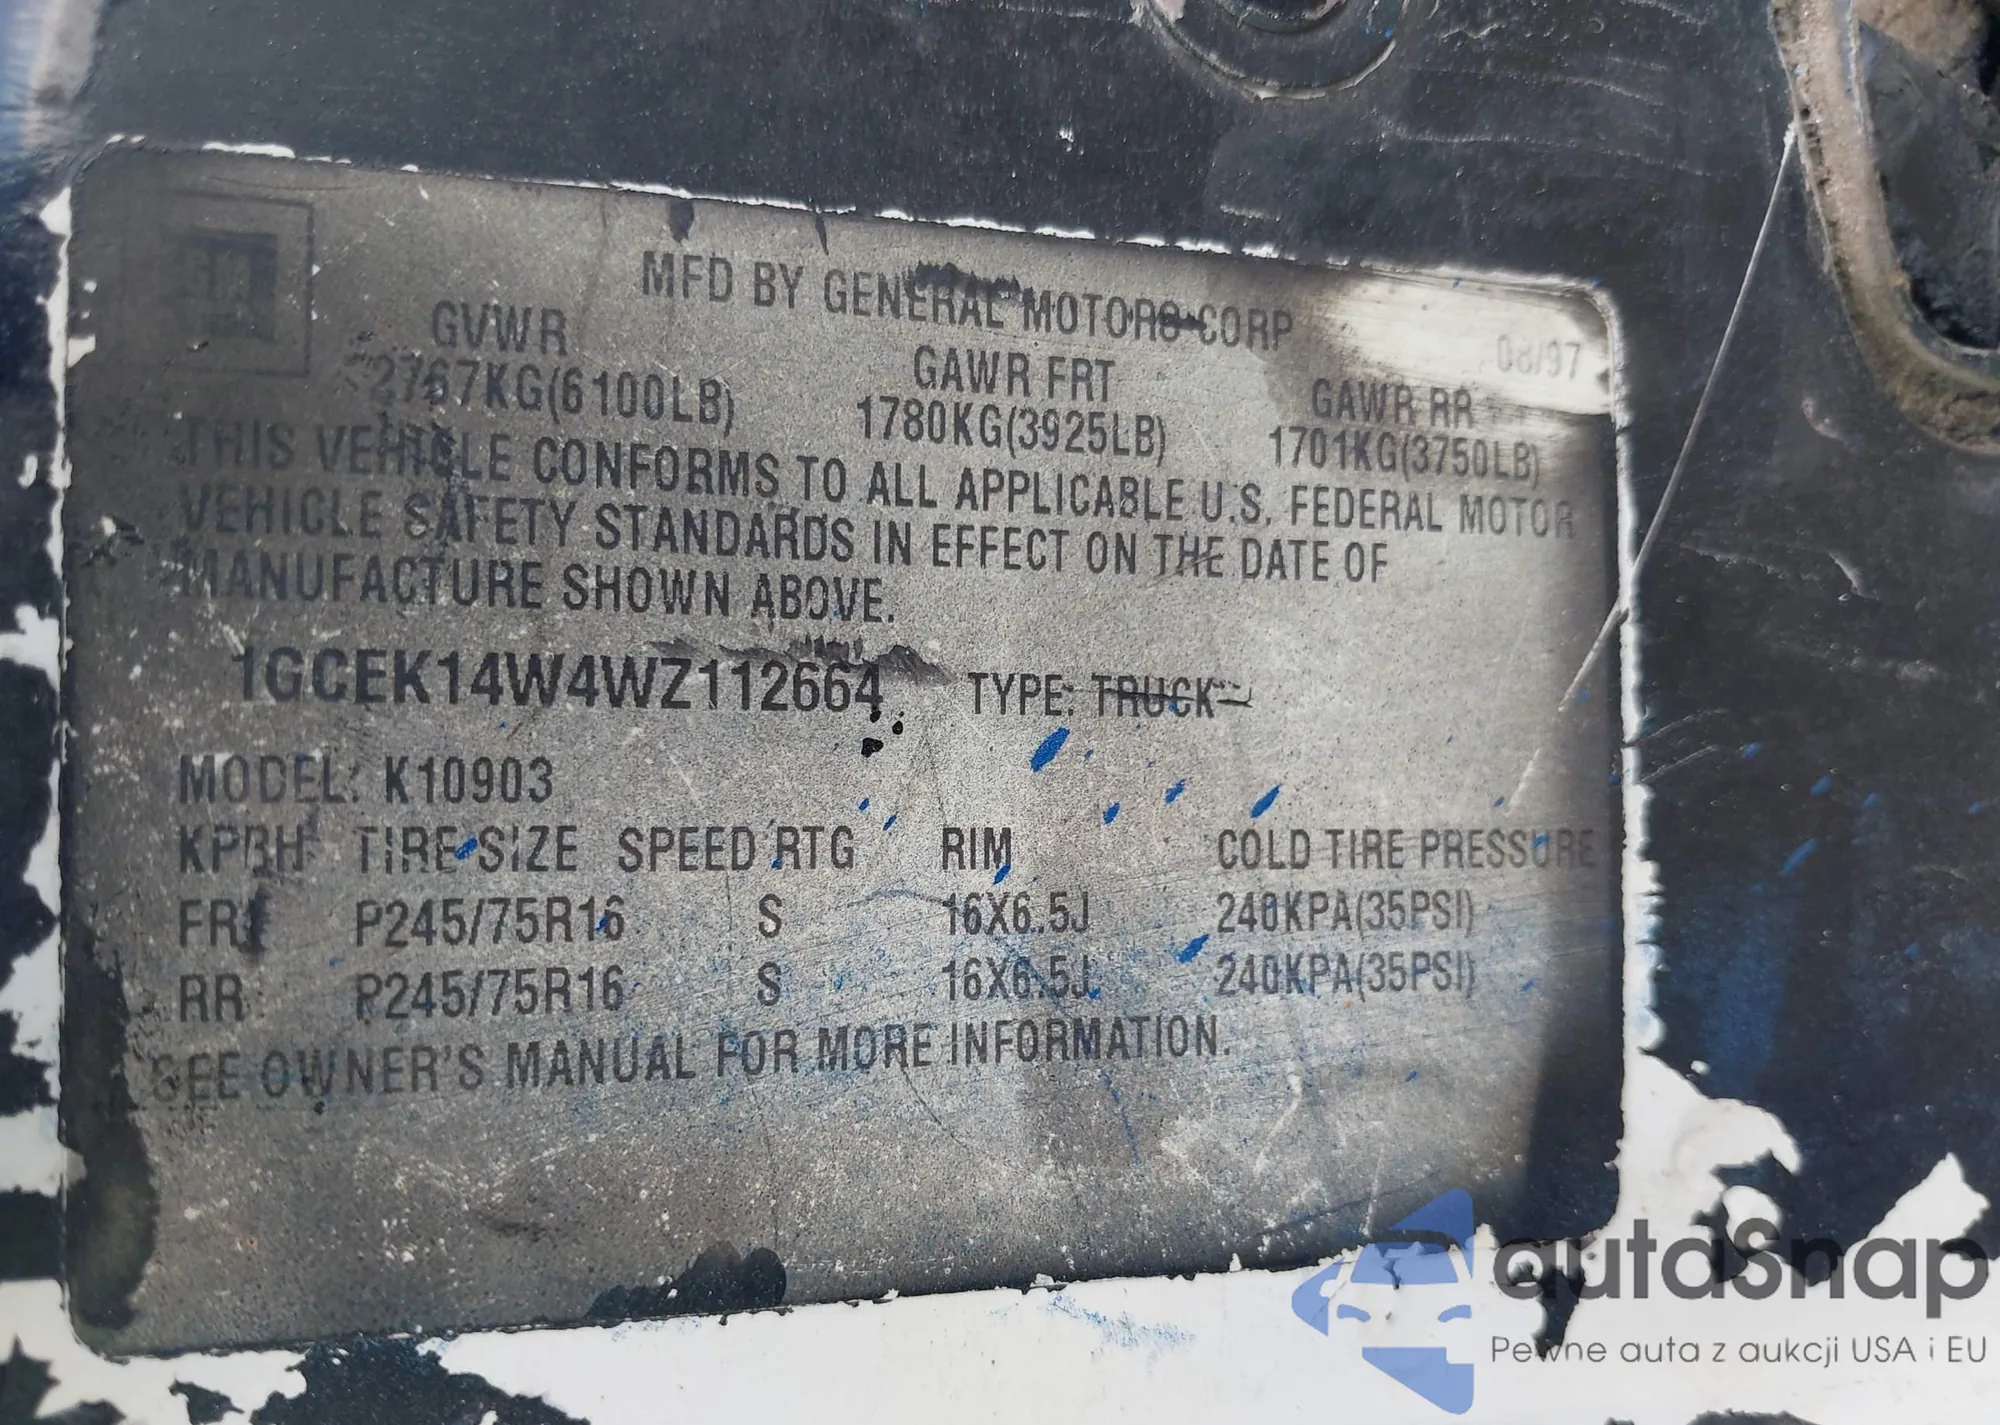 GM
MFD BY GENERAL MOTORS CORP
08/97
GVWR GAWR FRT GAWR RR
2767KG(6100LB) 1780KG(3925LB) 1701KG(3750LB)
THIS VEHICLE CONFORMS TO ALL APPLICABLE U.S. FEDERAL MOTOR
VEHICLE SAFETY STANDARDS IN EFFECT ON THE DATE OF
MANUFACTURE SHOWN ABOVE.
1GCEK14W4WZ112664 TYPE: TRUCK
MODEL: K10903
TIRE SIZE SPEED RTG RIM COLD TIRE PRESSURE
FRT P245/75R16 S 16X6.5J 240KPA(35PSI)
RR P245/75R16 S 16X6.5J 240KPA(35PSI)
SEE OWNER'S MANUAL FOR MORE INFORMATION.
autaSnap
Pewne auta z aukcji USA i EU